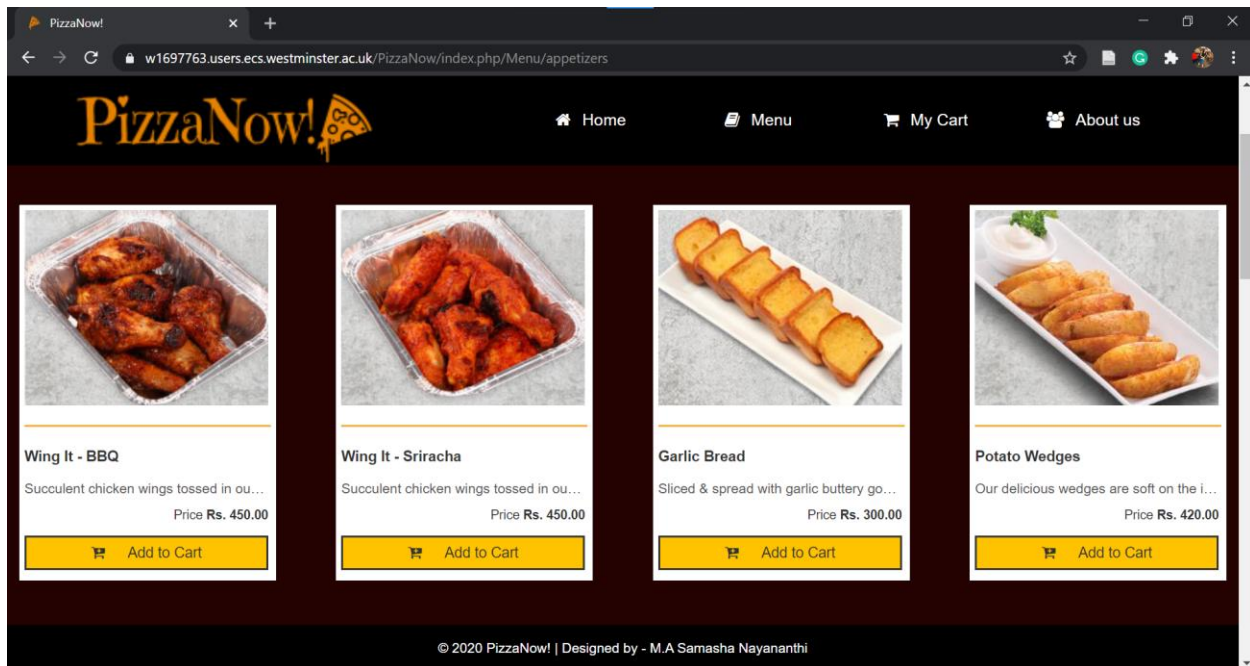 PizzaNow!
w1697763.users.ecs.westminster.ac.uk/PizzaNow/index.php/Menu/appetizers
PizzaNow!
Home
Menu
My Cart
About us
Wing It - BBQ
Succulent chicken wings tossed in ou…
Price Rs. 450.00
Add to Cart
Wing It - Sriracha
Succulent chicken wings tossed in ou…
Price Rs. 450.00
Add to Cart
Garlic Bread
Sliced & spread with garlic buttery go…
Price Rs. 300.00
Add to Cart
Potato Wedges
Our delicious wedges are soft on the i…
Price Rs. 420.00
Add to Cart
© 2020 PizzaNow! | Designed by - M.A Samasha Nayananthi